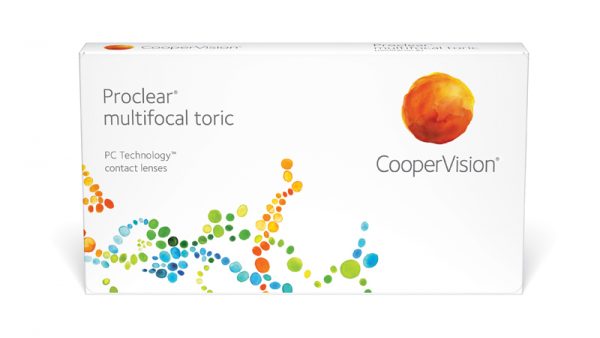 CooperVision®
Proclear®
multifocal toric
Proclear®
multifocal toric
PC Technology™
contact lenses
CooperVision®